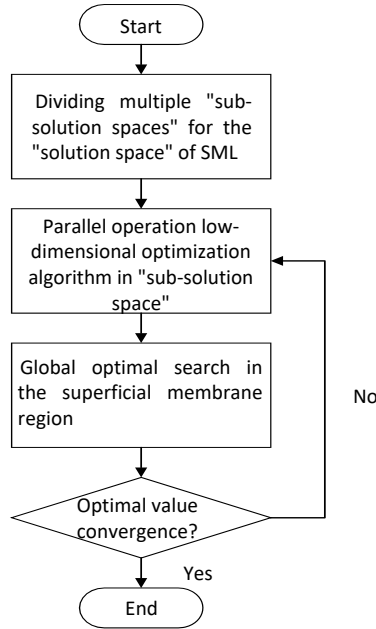 Start
Dividing multiple "sub-
solution spaces" for the
"solution space" of SML
Parallel operation low-
dimensional optimization
algorithm in "sub-solution
space"
Global optimal search in
the superficial membrane
region
No
Optimal value
convergence?
Yes
End